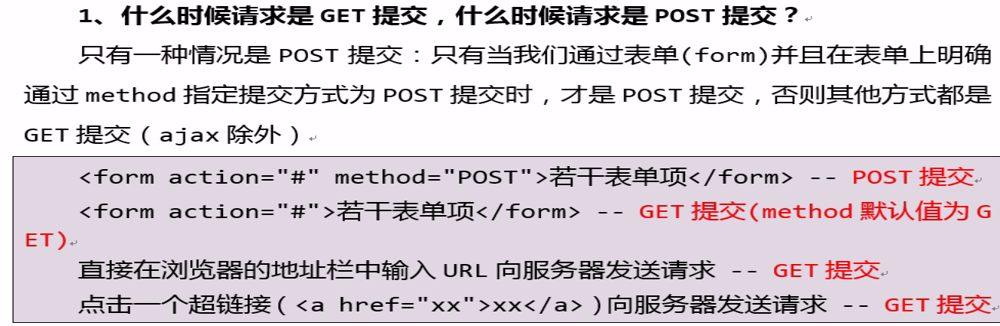 1、什么时候请求是 GET 提交，什么时候请求是 POST 提交？
只有一种情况是 POST 提交：只有当我们通过表单(form)并且在表单上明确
通过 method 指定提交方式为 POST 提交时，才是 POST 提交，否则其他方式都是
GET 提交（ajax 除外）
<form action="#" method="POST">若干表单项</form> -- POST 提交
<form action="#">若干表单项</form> -- GET 提交(method 默认值为 G
ET)
直接在浏览器的地址栏中输入 URL 向服务器发送请求 -- GET 提交
点击一个超链接(<a href="xx">xx</a>)向服务器发送请求 -- GET 提交